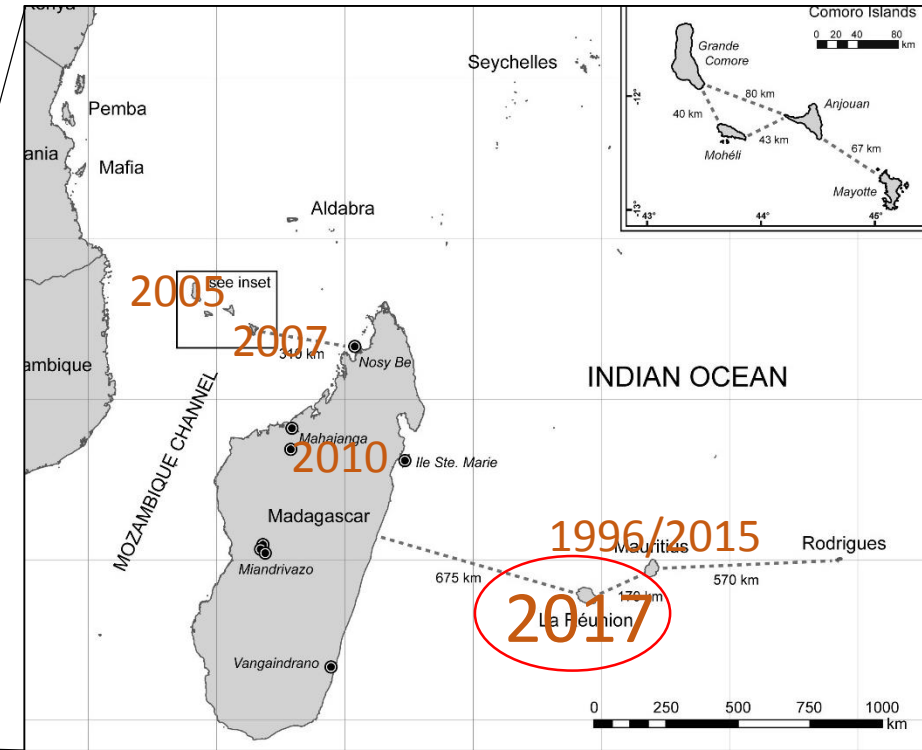 Kenya
Pemba
ania
Mafia
Seychelles
Aldabra
Comoro Islands
0 20 40 80
km
Grande
Comore
80 km
Anjouan
-12°
40 km
43 km
Mohéli
67 km
Mayotte
-13°
43° 44° 45°
2005
see inset
2007
310 km
Nosy Be
ambique
MOZAMBIQUE CHANNEL
INDIAN OCEAN
Mahajanga
2010
Ile Ste. Marie
Madagascar
Miandrivazo
1996/2015
Mauritius
Rodrigues
675 km
570 km
170 km
2017
La Réunion
Vangaindrano
0 250 500 750 1000
km